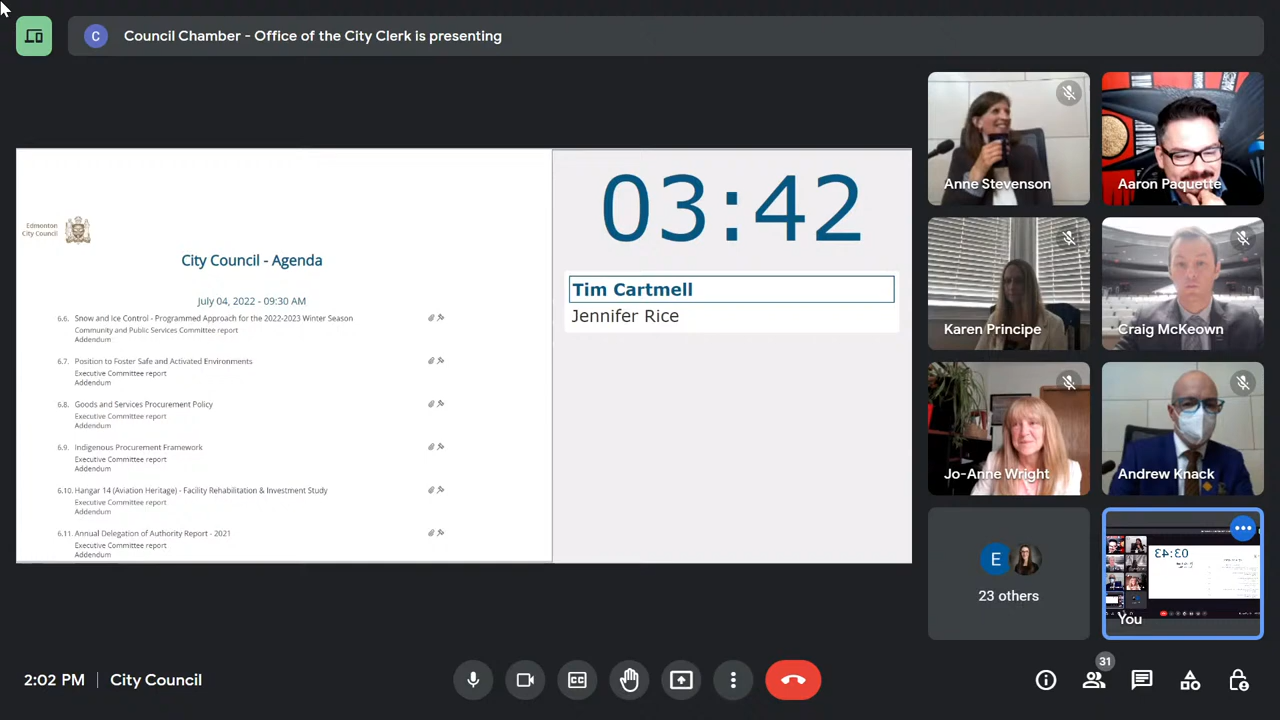 C Council Chamber - Office of the City Clerk is presenting
Edmonton
City Council
City Council - Agenda
July 04, 2022 - 09:30 AM
6.6. Snow and Ice Control - Programmed Approach for the 2022-2023 Winter Season
Community and Public Services Committee report
Addendum
6.7. Position to Foster Safe and Activated Environments
Executive Committee report
Addendum
6.8. Goods and Services Procurement Policy
Executive Committee report
Addendum
6.9. Indigenous Procurement Framework
Executive Committee report
Addendum
6.10. Hangar 14 (Aviation Heritage) - Facility Rehabilitation & Investment Study
Executive Committee report
Addendum
6.11. Annual Delegation of Authority Report - 2021
Executive Committee report
Addendum
03:42
Tim Cartmell
Jennifer Rice
Anne Stevenson
Aaron Paquette
Karen Principe
Craig McKeown
Jo-Anne Wright
Andrew Knack
E
23 others
03:43
You
2:02 PM | City Council
CC
31